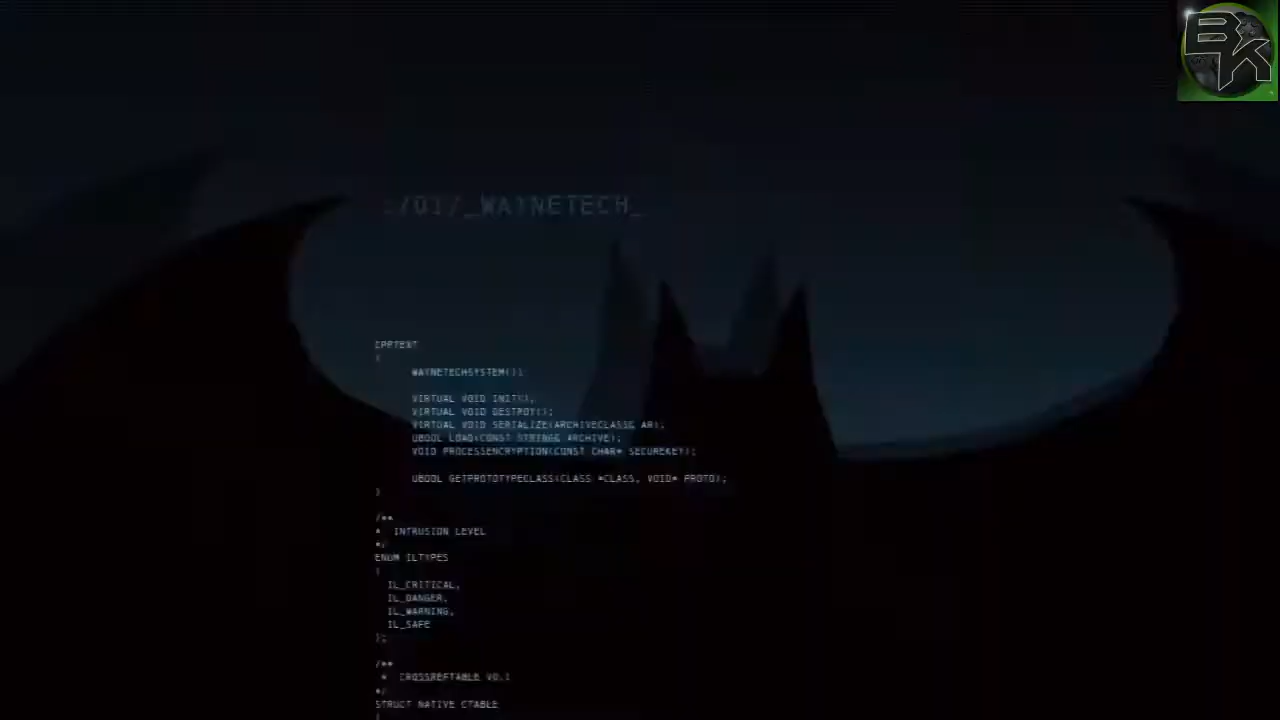 BK
:/01/_WAYNETECH_
CPPTEXT
{
WAYNETECHSYSTEM();
VIRTUAL VOID INIT();
VIRTUAL VOID DESTROY();
VIRTUAL VOID SERIALIZE(ARCHIVECLASS& AR);
UBOOL LOAD(CONST STRING& ARCHIVE);
VOID PROCESSENCRYPTION(CONST CHAR* SECUREKEY);
UBOOL GETPROTOTYPECLASS(CLASS *CLASS, VOID* PROTO);
}
/**
* INTRUSION LEVEL
*/
ENUM ILTYPES
{
IL_CRITICAL,
IL_DANGER,
IL_WARNING,
IL_SAFE
};
/**
* CROSSREFTABLE V0.1
*/
STRUCT NATIVE CTABLE
{